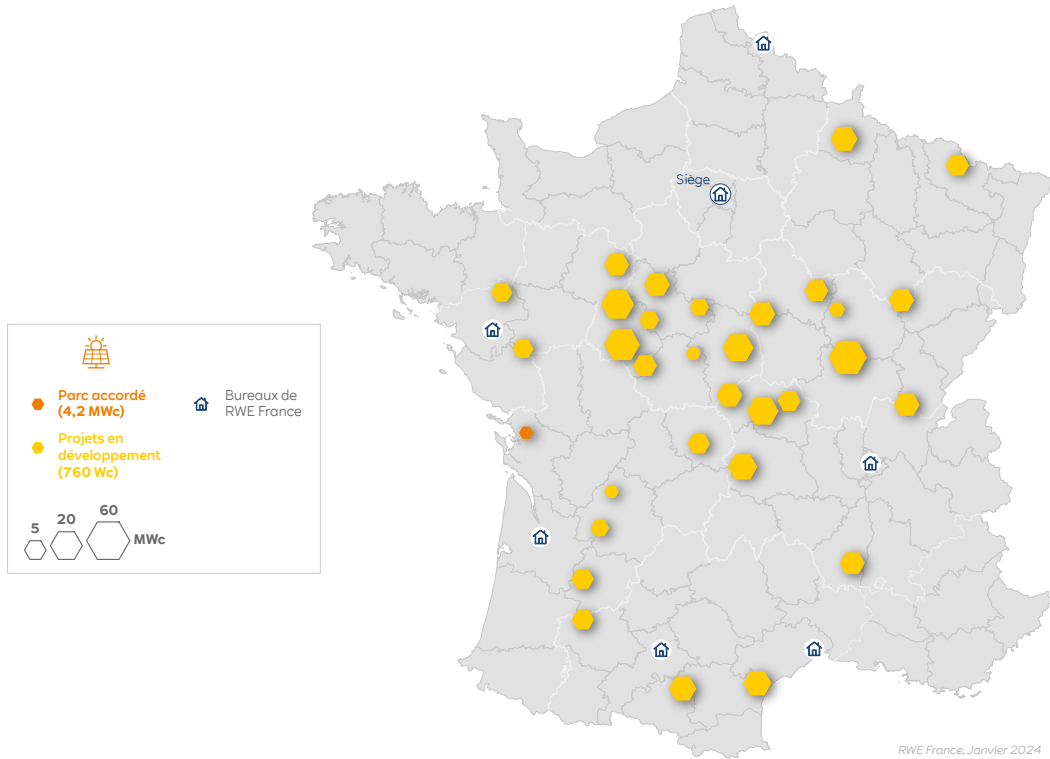 Siège
Parc accordé
(4,2 MWc)
Projets en
développement
(760 Wc)
Bureaux de
RWE France
5
20
60
MWc
RWE France, Janvier 2024